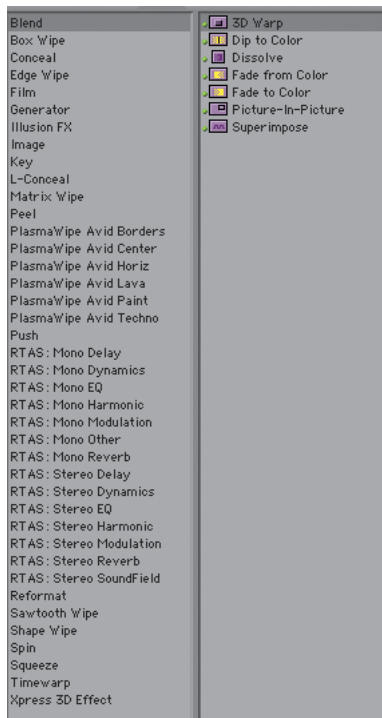 Blend
Box Wipe
Conceal
Edge Wipe
Film
Generator
Illusion FX
Image
Key
L-Conceal
Matrix Wipe
Peel
PlasmaWipe Avid Borders
PlasmaWipe Avid Center
PlasmaWipe Avid Horiz
PlasmaWipe Avid Lava
PlasmaWipe Avid Paint
PlasmaWipe Avid Techno
Push
RTAS: Mono Delay
RTAS: Mono Dynamics
RTAS: Mono EQ
RTAS: Mono Harmonic
RTAS: Mono Modulation
RTAS: Mono Other
RTAS: Mono Reverb
RTAS: Stereo Delay
RTAS: Stereo Dynamics
RTAS: Stereo EQ
RTAS: Stereo Harmonic
RTAS: Stereo Modulation
RTAS: Stereo Reverb
RTAS: Stereo SoundField
Reformat
Sawtooth Wipe
Shape Wipe
Spin
Squeeze
Timewarp
Xpress 3D Effect
3D Warp
Dip to Color
Dissolve
Fade from Color
Fade to Color
Picture-In-Picture
Superimpose